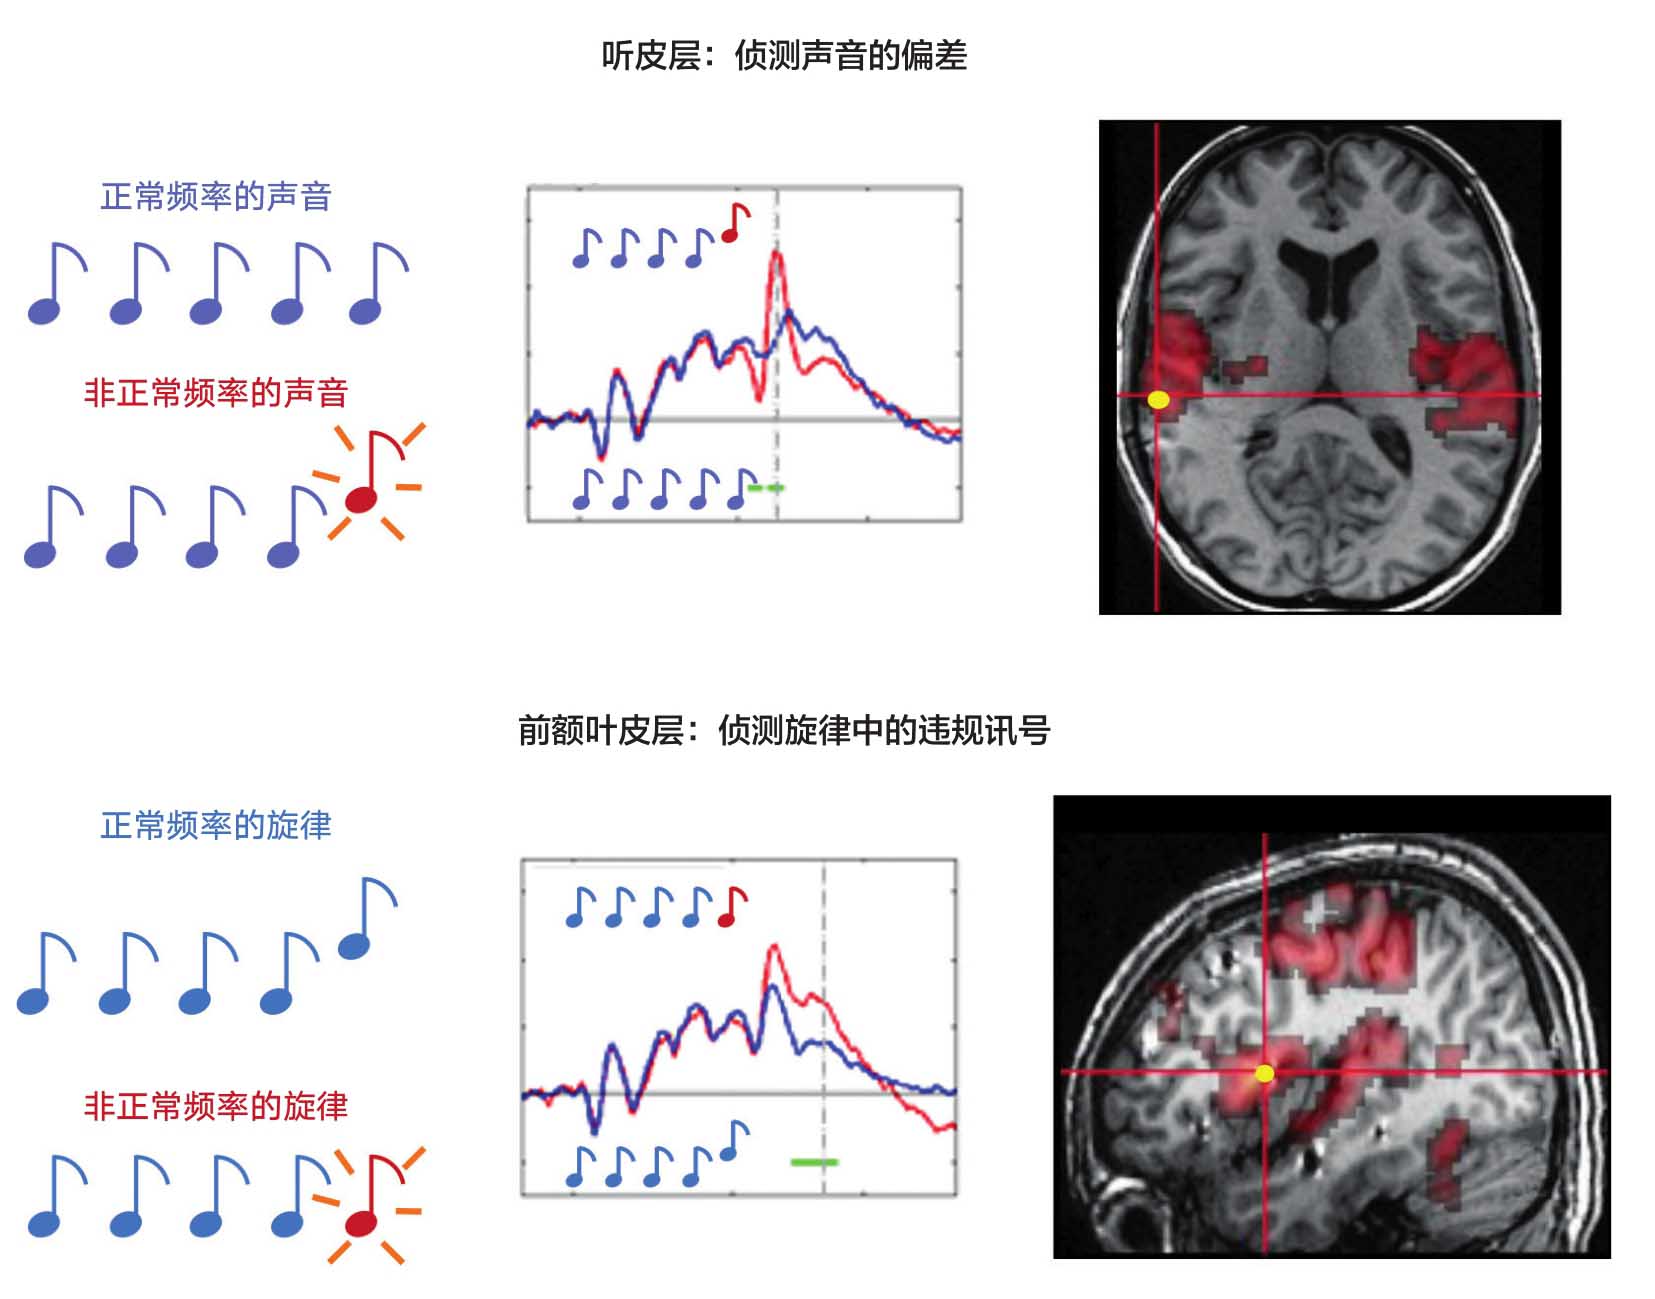 听皮层：侦测声音的偏差
正常频率的声音
非正常频率的声音
前额叶皮层：侦测旋律中的违规讯号
正常频率的旋律
非正常频率的旋律